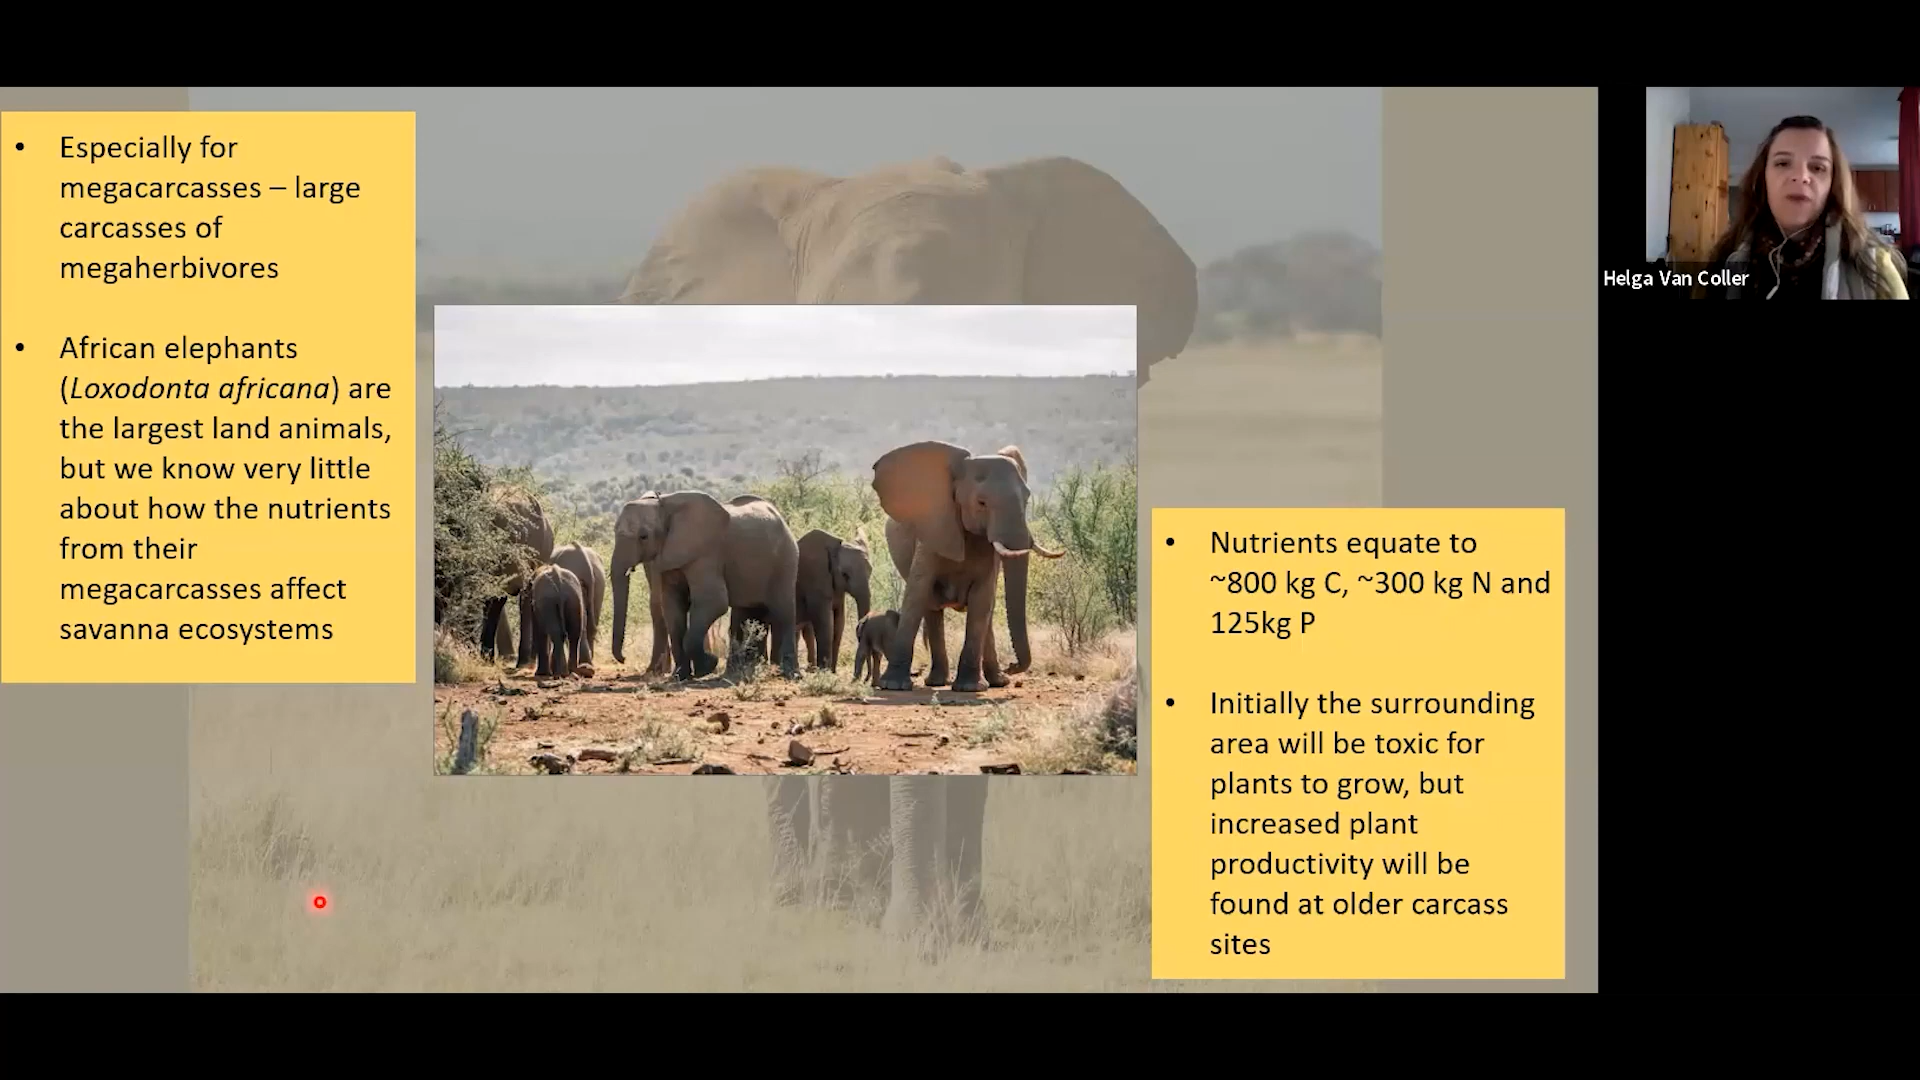 • Especially for
megacarcasses – large
carcasses of
megaherbivores
• African elephants
(Loxodonta africana) are
the largest land animals,
but we know very little
about how the nutrients
from their
megacarcasses affect
savanna ecosystems
• Nutrients equate to
~800 kg C, ~300 kg N and
125kg P
• Initially the surrounding
area will be toxic for
plants to grow, but
increased plant
productivity will be
found at older carcass
sites
Helga Van Coller